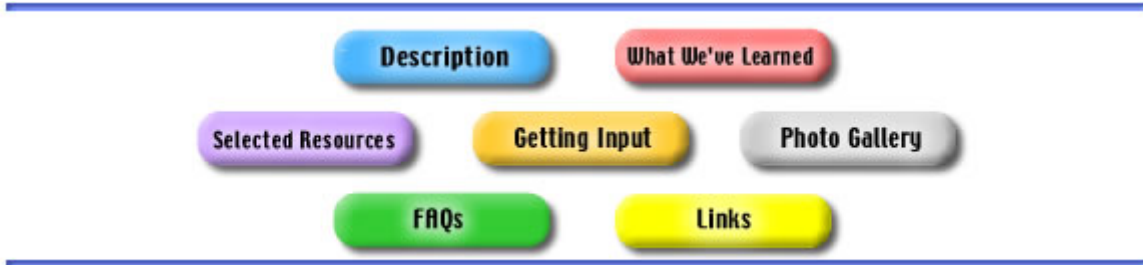 Description
What We've Learned
Selected Resources
Getting Input
Photo Gallery
FAQs
Links